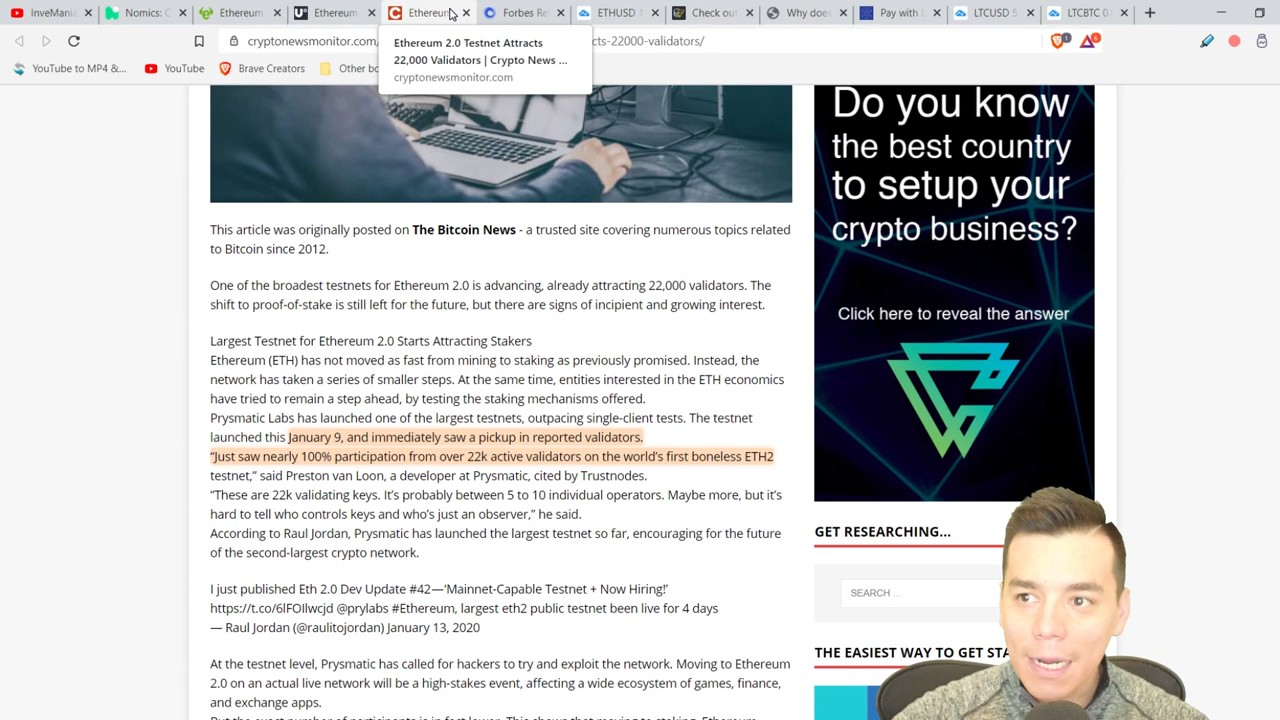 InveMania
Nomics: C
Ethereum
Ethereum
Ethereum
Forbes Re
ETHUSD 1
Check out
Why does
Pay with L
LTCUSD 5
LTCBTC 0.
cryptonewsmonitor.com/
cts-22000-validators/
Ethereum 2.0 Testnet Attracts
22,000 Validators | Crypto News ...
cryptonewsmonitor.com
YouTube to MP4 &...
YouTube
Brave Creators
Other bo
This article was originally posted on The Bitcoin News - a trusted site covering numerous topics related
to Bitcoin since 2012.
One of the broadest testnets for Ethereum 2.0 is advancing, already attracting 22,000 validators. The
shift to proof-of-stake is still left for the future, but there are signs of incipient and growing interest.
Largest Testnet for Ethereum 2.0 Starts Attracting Stakers
Ethereum (ETH) has not moved as fast from mining to staking as previously promised. Instead, the
network has taken a series of smaller steps. At the same time, entities interested in the ETH economics
have tried to remain a step ahead, by testing the staking mechanisms offered.
Prysmatic Labs has launched one of the largest testnets, outpacing single-client tests. The testnet
launched this January 9, and immediately saw a pickup in reported validators.
“Just saw nearly 100% participation from over 22k active validators on the world’s first boneless ETH2
testnet,” said Preston van Loon, a developer at Prysmatic, cited by Trustnodes.
“These are 22k validating keys. It’s probably between 5 to 10 individual operators. Maybe more, but it’s
hard to tell who controls keys and who’s just an observer,” he said.
According to Raul Jordan, Prysmatic has launched the largest testnet so far, encouraging for the future
of the second-largest crypto network.
I just published Eth 2.0 Dev Update #42—‘Mainnet-Capable Testnet + Now Hiring!’
https://t.co/6lFOIlwcjd @prylabs #Ethereum, largest eth2 public testnet been live for 4 days
— Raul Jordan (@raulitojordan) January 13, 2020
At the testnet level, Prysmatic has called for hackers to try and exploit the network. Moving to Ethereum
2.0 on an actual live network will be a high-stakes event, affecting a wide ecosystem of games, finance,
and exchange apps.
Do you know
the best country
to setup your
crypto business?
Click here to reveal the answer
GET RESEARCHING...
SEARCH ...
THE EASIEST WAY TO GET STA